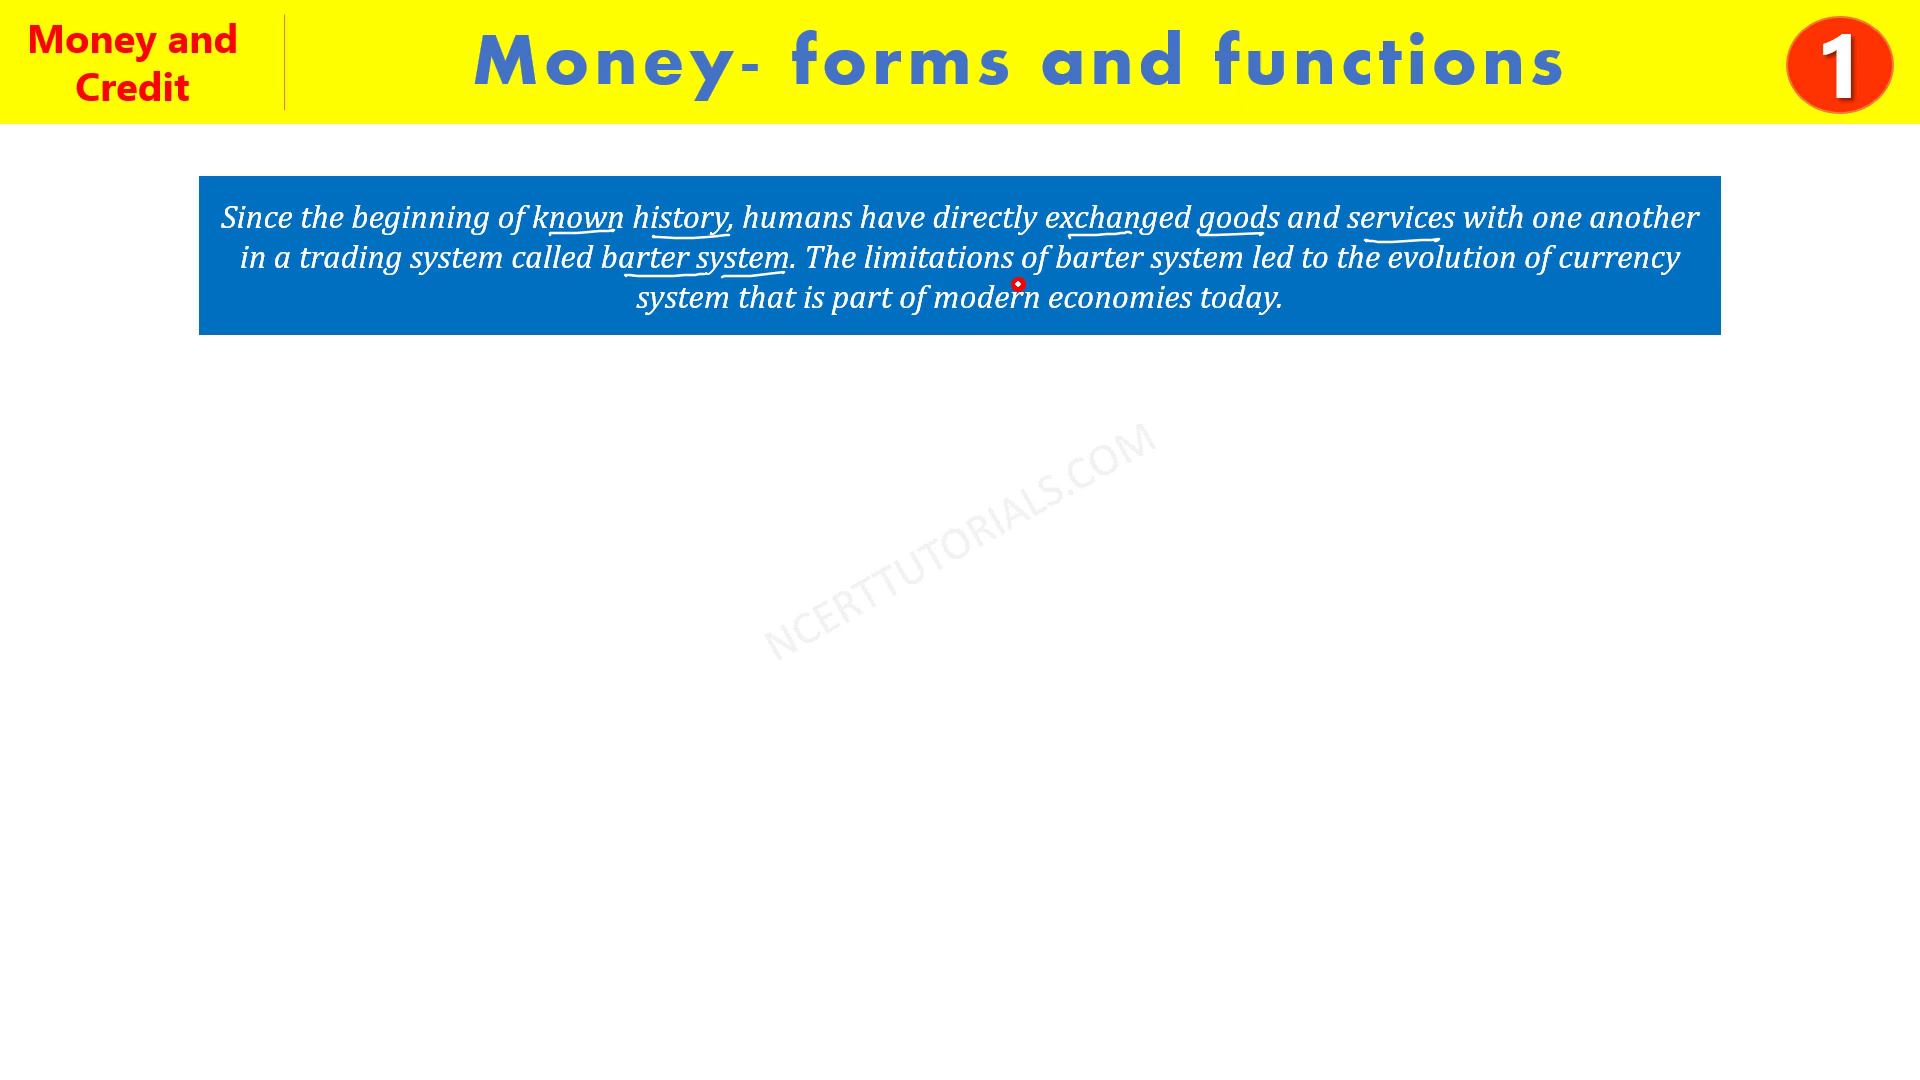 Money and
Credit
Money- forms and functions
1
Since the beginning of known history, humans have directly exchanged goods and services with one another
in a trading system called barter system. The limitations of barter system led to the evolution of currency
system that is part of modern economies today.
NCERTTUTORIALS.COM